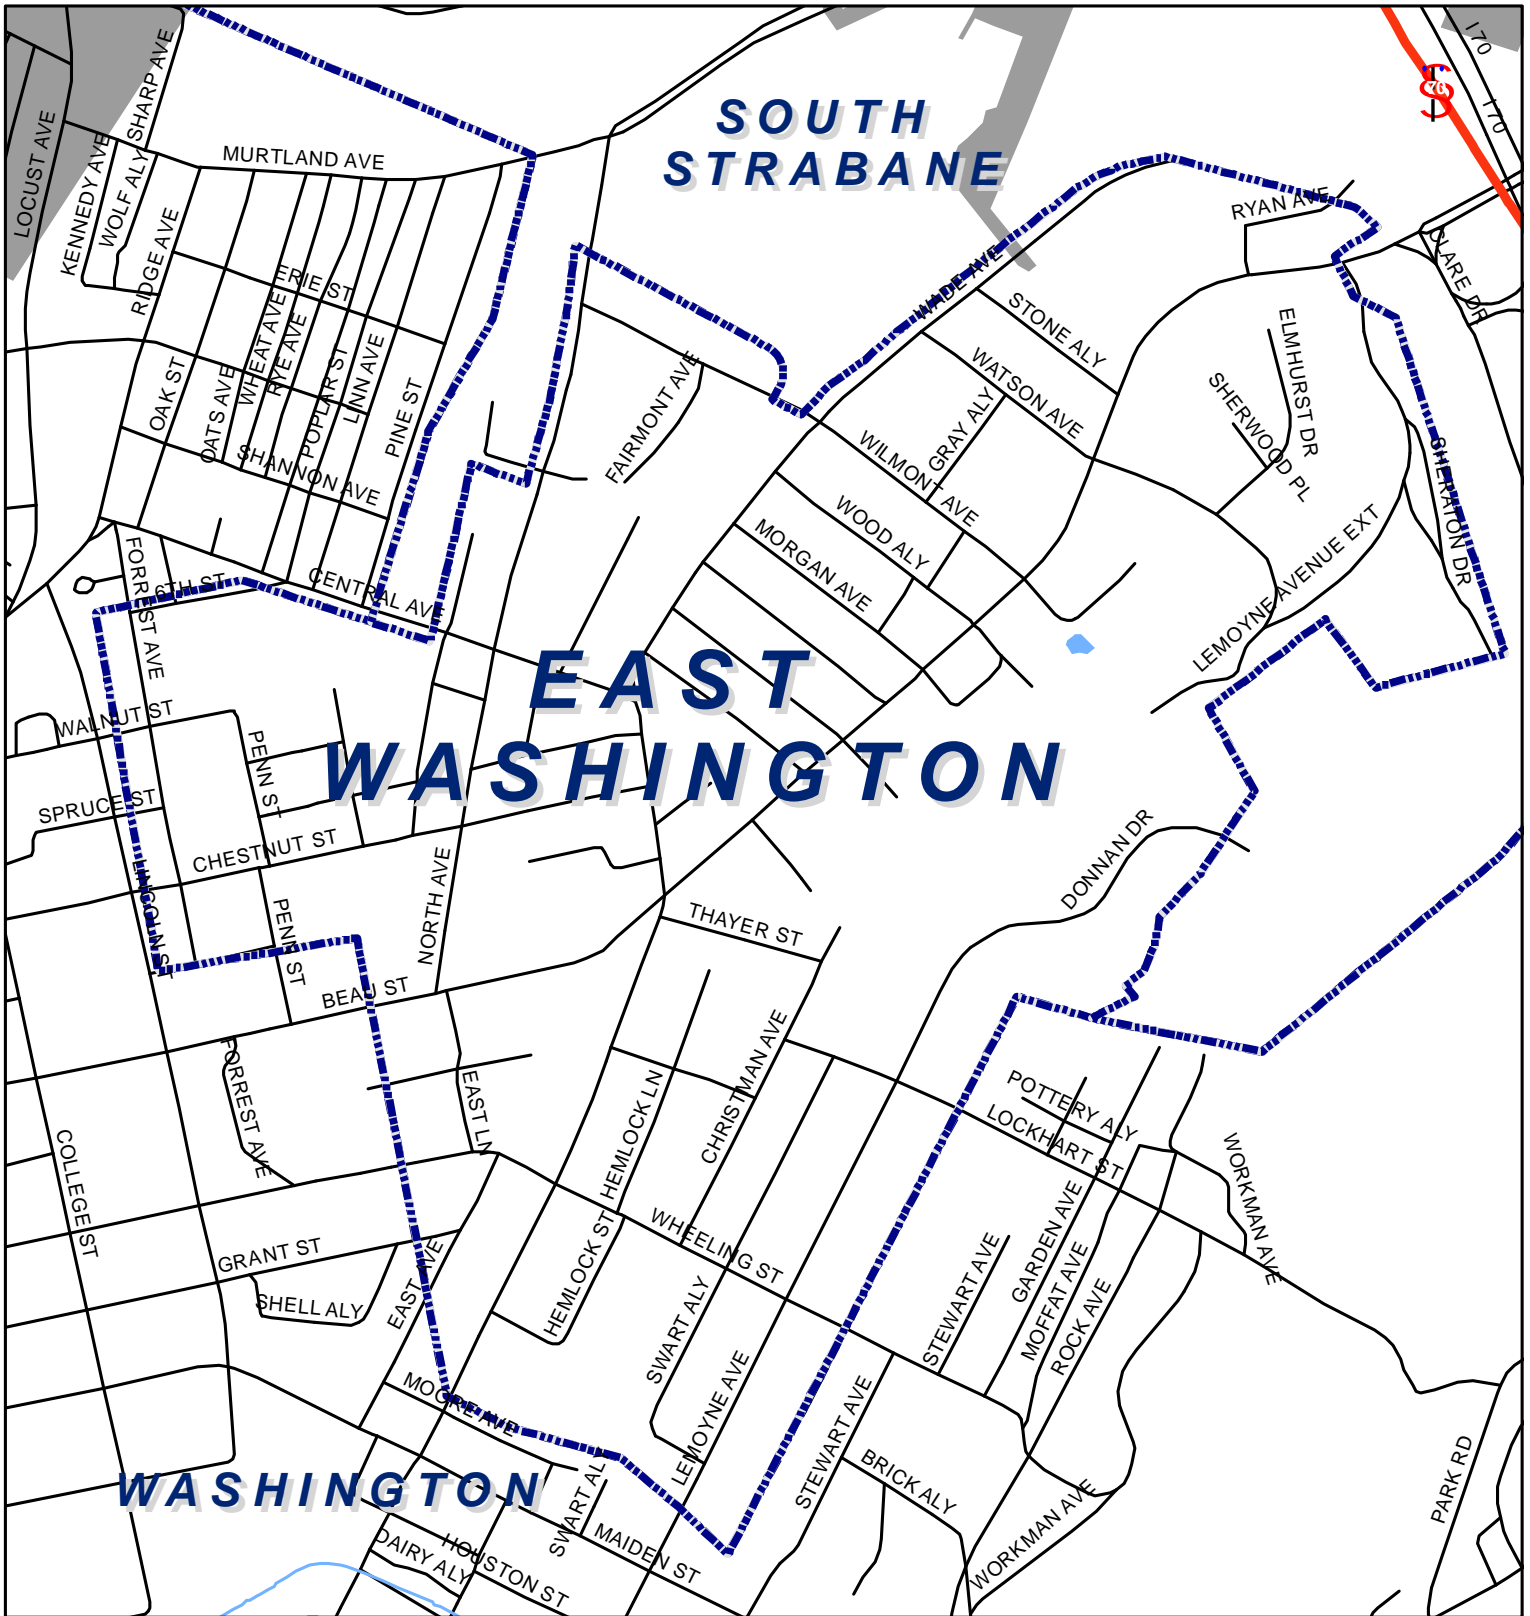 I 70
70
I 70
SHARP AVE
LOCUST AVE
KENNEDY AVE
WOLF ALY
MURTLAND AVE
SOUTH
STRABANE
RYAN AVE
CLARE DR
RIDGE AVE
ERIE ST
WADE AVE
STONE ALY
WHEAT AVE
RYE AVE
ELMHURST DR
OAK ST
OATS AVE
POPLAR ST
LINN AVE
PINE ST
FAIRMONT AVE
WATSON AVE
GRAY ALY
SHERWOOD PL
SHANNON AVE
WILMONT AVE
SHERATON DR
WOOD ALY
MORGAN AVE
LEMOYNE AVENUE EXT
FORREST AVE
6TH ST
CENTRAL AVE
EAST
WASHINGTON
WALNUT ST
PENN ST
SPRUCE ST
CHESTNUT ST
LINCOLN ST
PENN ST
NORTH AVE
DONNAN DR
THAYER ST
BEAU ST
FORREST AVE
EAST LN
HEMLOCK LN
CHRISTMAN AVE
POTTERY ALY
LOCKHART ST
WORKMAN AVE
COLLEGE ST
GRANT ST
SHELL ALY
EAST AVE
HEMLOCK ST
WHEELING ST
SWART ALY
LEMOYNE AVE
STEWART AVE
GARDEN AVE
MOFFAT AVE
ROCK AVE
MOORE AVE
STEWART AVE
BRICK ALY
PARK RD
WASHINGTON
SWART ALY
MAIDEN ST
WORKMAN AVE
DAIRY ALY
HOUSTON ST